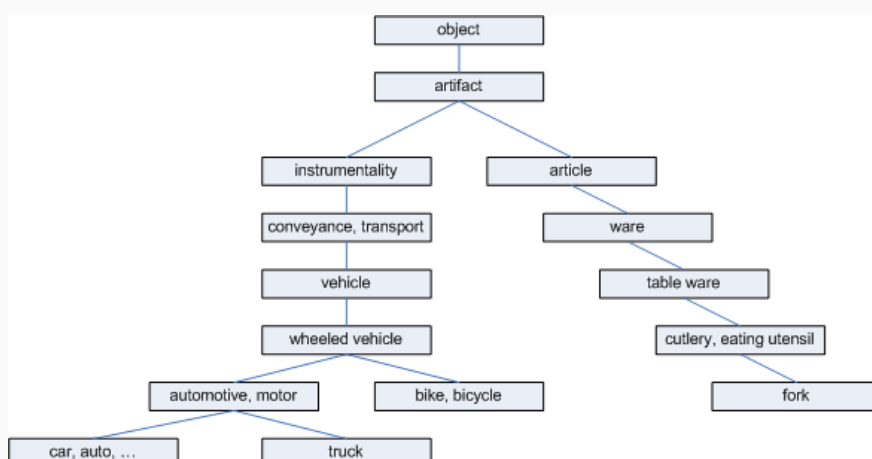 object
artifact
instrumentality
article
conveyance, transport
ware
vehicle
table ware
wheeled vehicle
cutlery, eating utensil
automotive, motor
bike, bicycle
fork
car, auto, …
truck